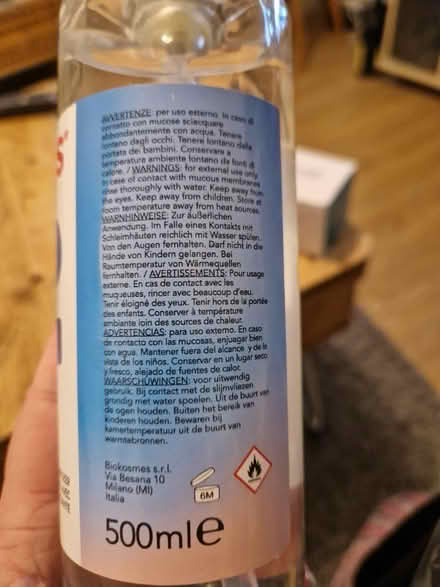 AVVERTENZE: per uso esterno. In caso di
contatto con mucose sciacquare
abbondantemente con acqua. Tenere
lontano dagli occhi. Tenere lontano dalla
portata dei bambini. Conservare a
temperatura ambiente lontano da fonti di
calore. / WARNINGS: for external use only.
In case of contact with mucous membranes
rinse thoroughly with water. Keep away from
the eyes. Keep away from children. Store at
room temperature away from heat sources.
WARNHINWEISE: Zur äußerlichen
Anwendung. Im Falle eines Kontakts mit
Schleimhäuten reichlich mit Wasser spülen.
Von den Augen fernhalten. Darf nicht in die
Hände von Kindern gelangen. Bei
Raumtemperatur von Wärmequellen
fernhalten. / AVERTISSEMENTS: Pour usage
externe. En cas de contact avec les
muqueuses, rincer avec beaucoup d'eau.
Tenir éloigné des yeux. Tenir hors de la portée
des enfants. Conserver à température
ambiante loin des sources de chaleur.
ADVERTENCIAS: para uso externo. En caso
de contacto con las mucosas, enjuagar bien
con agua. Mantener fuera del alcance y de la
vista de los niños. Conservar en un lugar seco
y fresco, alejado de fuentes de calor.
WAARSCHUWINGEN: voor uitwendig
gebruik. Bij contact met de slijmvliezen
grondig met water spoelen. Uit de buurt van
de ogen houden. Buiten het bereik van
kinderen houden. Bewaren bij
kamertemperatuur uit de buurt van
warmtebronnen.
Biokosmes s.r.l.
Via Besana 10
Milano (MI)
Italia
6M
500ml e